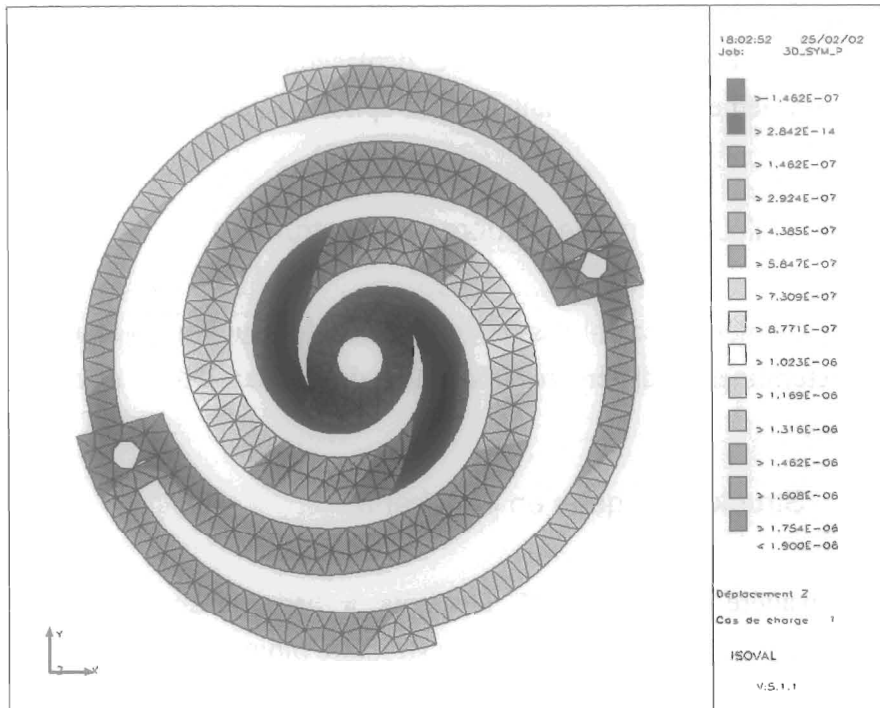 18:02:52 25/02/02
Job: 3D_SYM_P
>-1.462E-07
> 2.842E-14
> 1.462E-07
> 2.924E-07
> 4.385E-07
> 5.847E-07
> 7.309E-07
> 8.771E-07
> 1.023E-06
> 1.169E-06
> 1.316E-06
> 1.462E-06
> 1.608E-06
> 1.754E-06
< 1.900E-06
Déplacement Z
Cas de charge 1
ISOVAL
V:5.1.1
Y
Z X